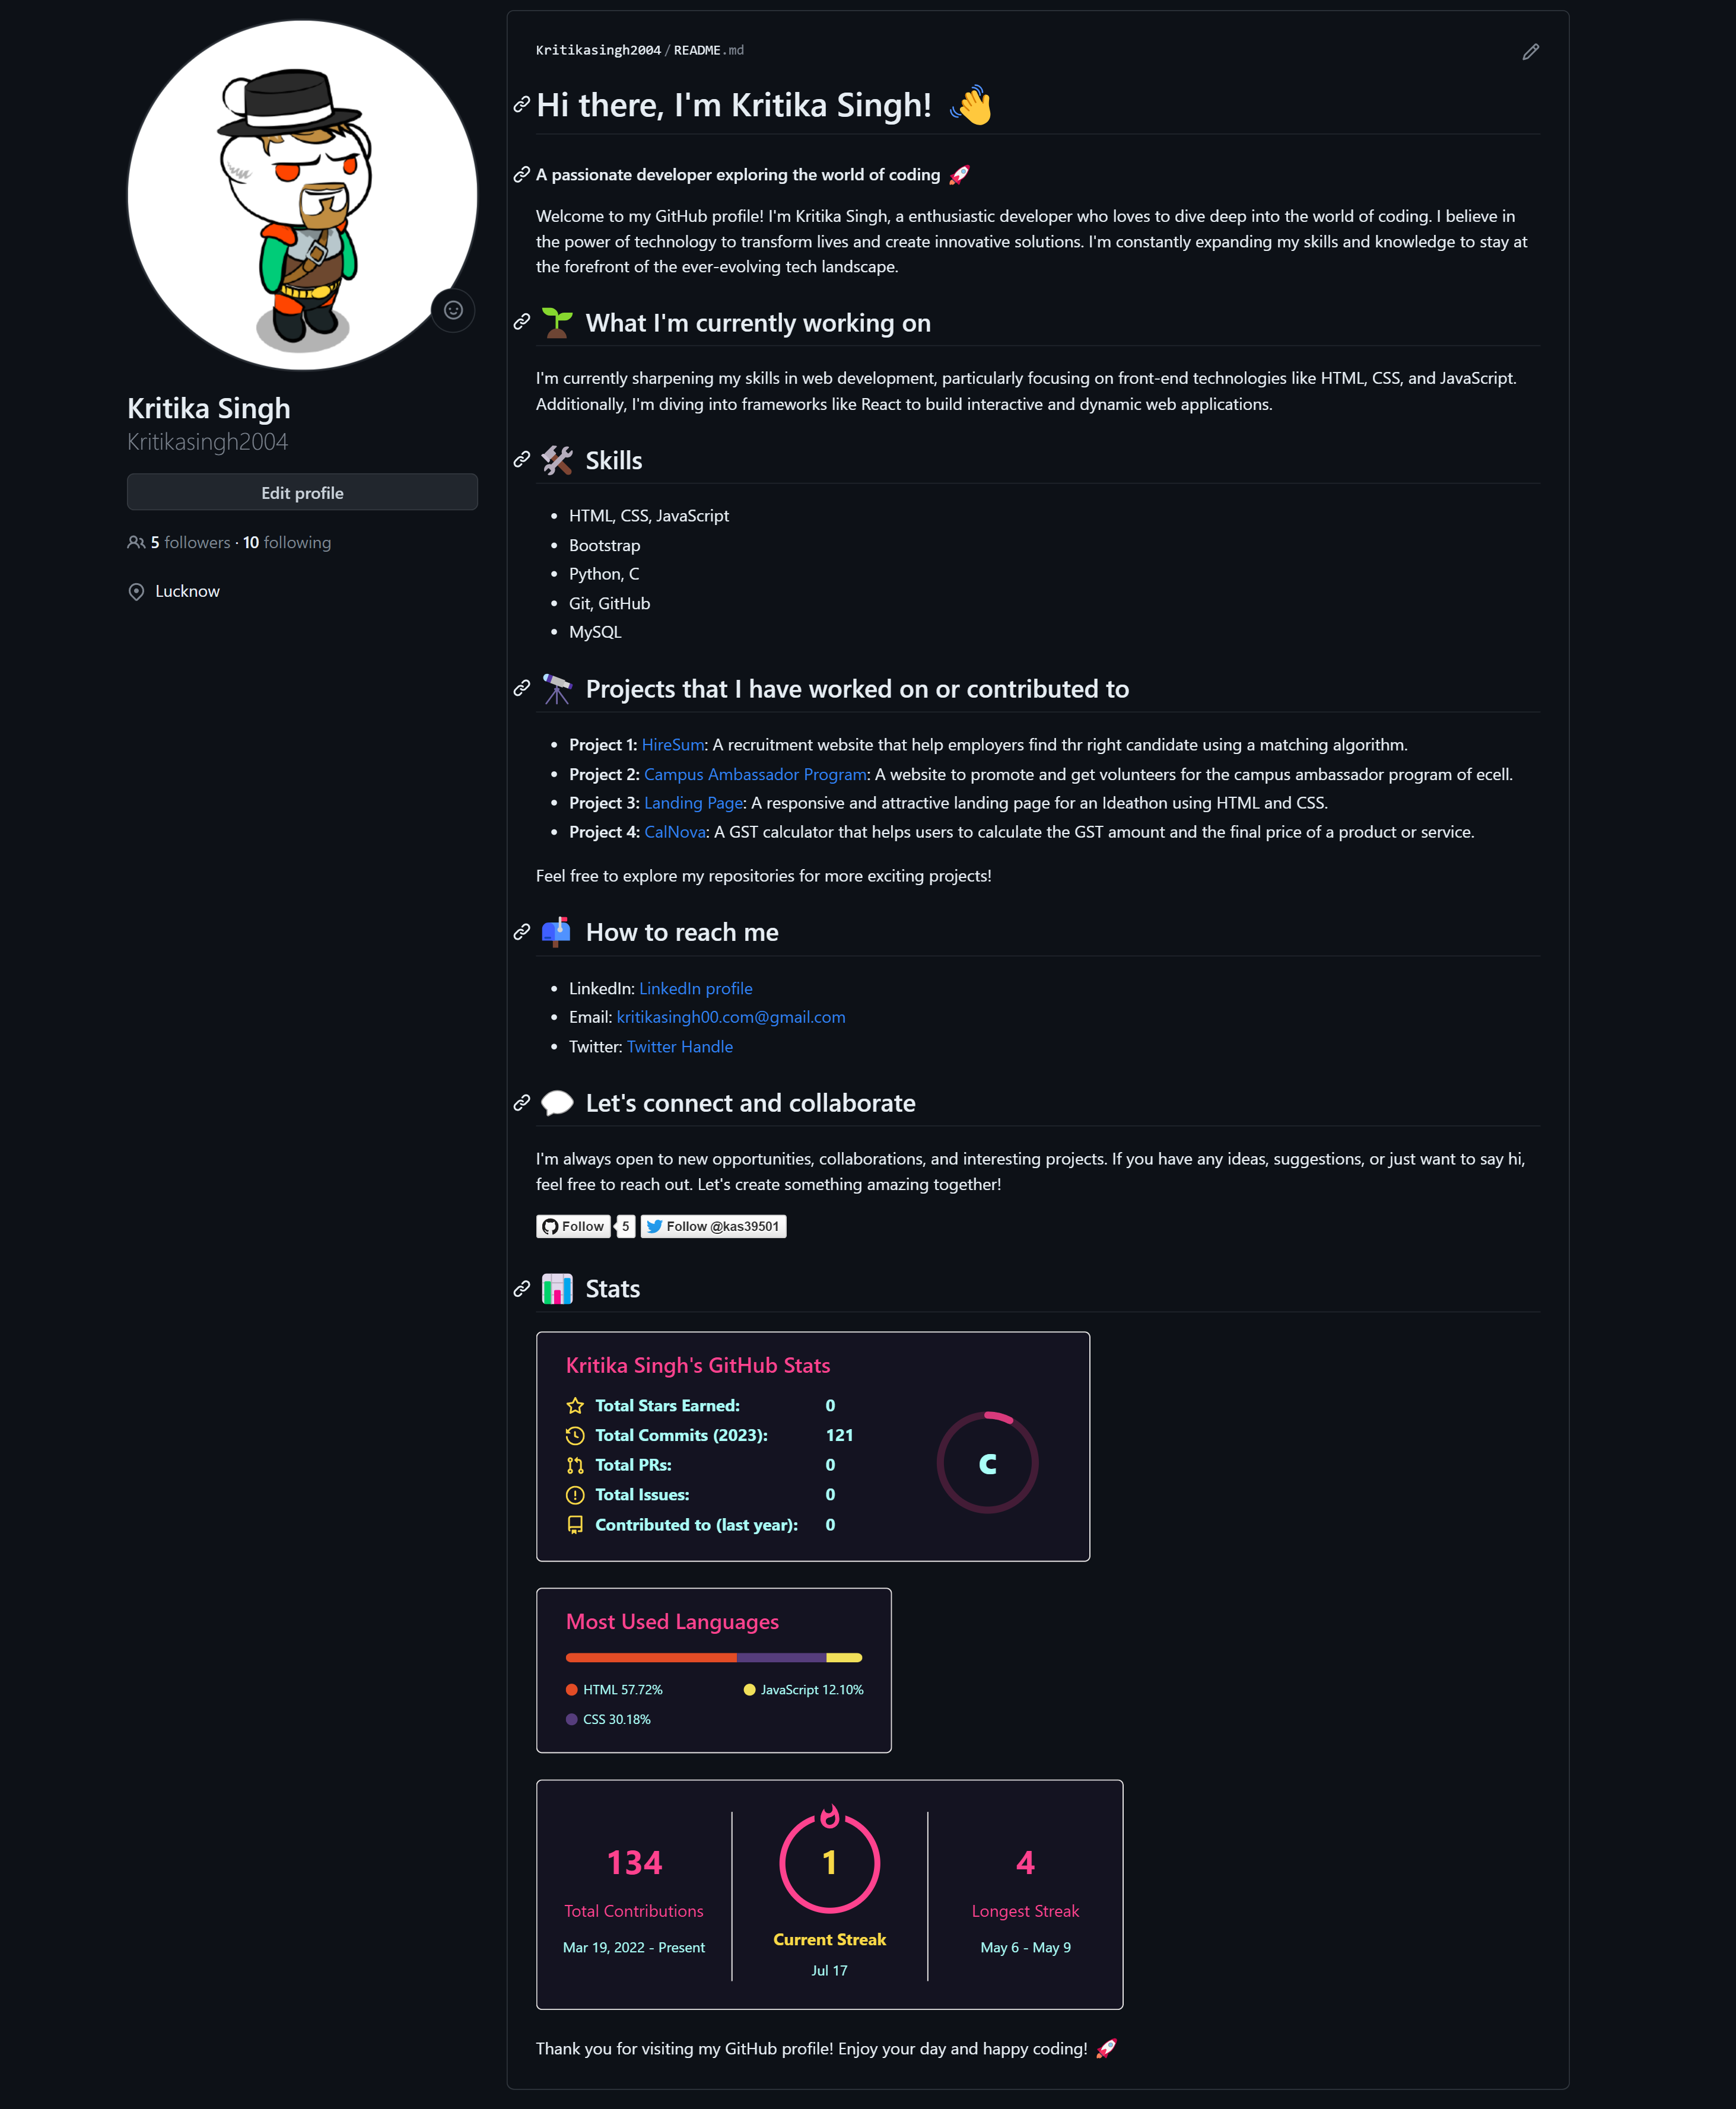 Kritika Singh
Kritikasingh2004
Edit profile
5 followers · 10 following
Lucknow
Kritikasingh2004/README.md
Hi there, I'm Kritika Singh! 👋
A passionate developer exploring the world of coding 🚀
Welcome to my GitHub profile! I'm Kritika Singh, a enthusiastic developer who loves to dive deep into the world of coding. I believe in
the power of technology to transform lives and create innovative solutions. I'm constantly expanding my skills and knowledge to stay at
the forefront of the ever-evolving tech landscape.
🌱 What I'm currently working on
I'm currently sharpening my skills in web development, particularly focusing on front-end technologies like HTML, CSS, and JavaScript.
Additionally, I'm diving into frameworks like React to build interactive and dynamic web applications.
🛠️ Skills
• HTML, CSS, JavaScript
• Bootstrap
• Python, C
• Git, GitHub
• MySQL
🔭 Projects that I have worked on or contributed to
• Project 1: HireSum: A recruitment website that help employers find thr right candidate using a matching algorithm.
• Project 2: Campus Ambassador Program: A website to promote and get volunteers for the campus ambassador program of ecell.
• Project 3: Landing Page: A responsive and attractive landing page for an Ideathon using HTML and CSS.
• Project 4: CalNova: A GST calculator that helps users to calculate the GST amount and the final price of a product or service.
Feel free to explore my repositories for more exciting projects!
📫 How to reach me
• LinkedIn: LinkedIn profile
• Email: kritikasingh00.com@gmail.com
• Twitter: Twitter Handle
💬 Let's connect and collaborate
I'm always open to new opportunities, collaborations, and interesting projects. If you have any ideas, suggestions, or just want to say hi,
feel free to reach out. Let's create something amazing together!
Follow 5 Follow @kas39501
📊 Stats
Kritika Singh's GitHub Stats
Total Stars Earned: 0
Total Commits (2023): 121
Total PRs: 0
Total Issues: 0
Contributed to (last year): 0
C
Most Used Languages
HTML 57.72% JavaScript 12.10%
CSS 30.18%
134
Total Contributions
Mar 19, 2022 - Present
1
Current Streak
Jul 17
4
Longest Streak
May 6 - May 9
Thank you for visiting my GitHub profile! Enjoy your day and happy coding! 🚀